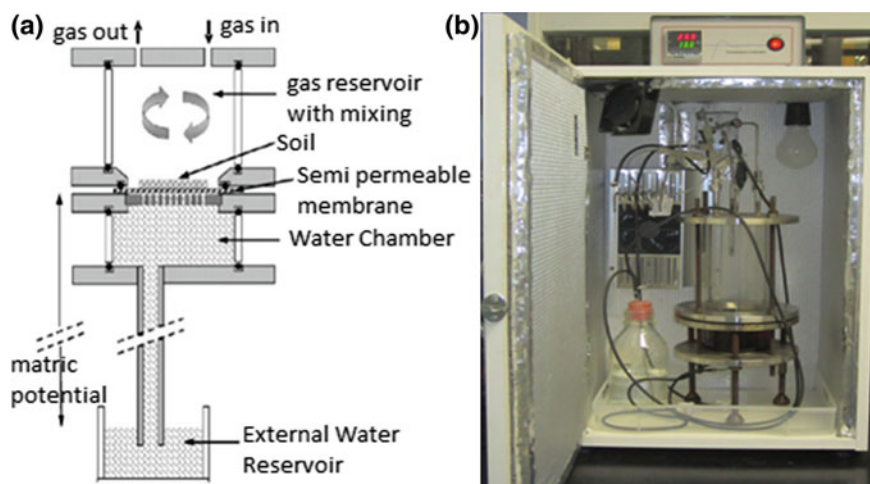 (a)
gas out
gas in
gas reservoir
with mixing
Soil
Semi permeable
membrane
Water Chamber
matric
potential
External Water
Reservoir
(b)